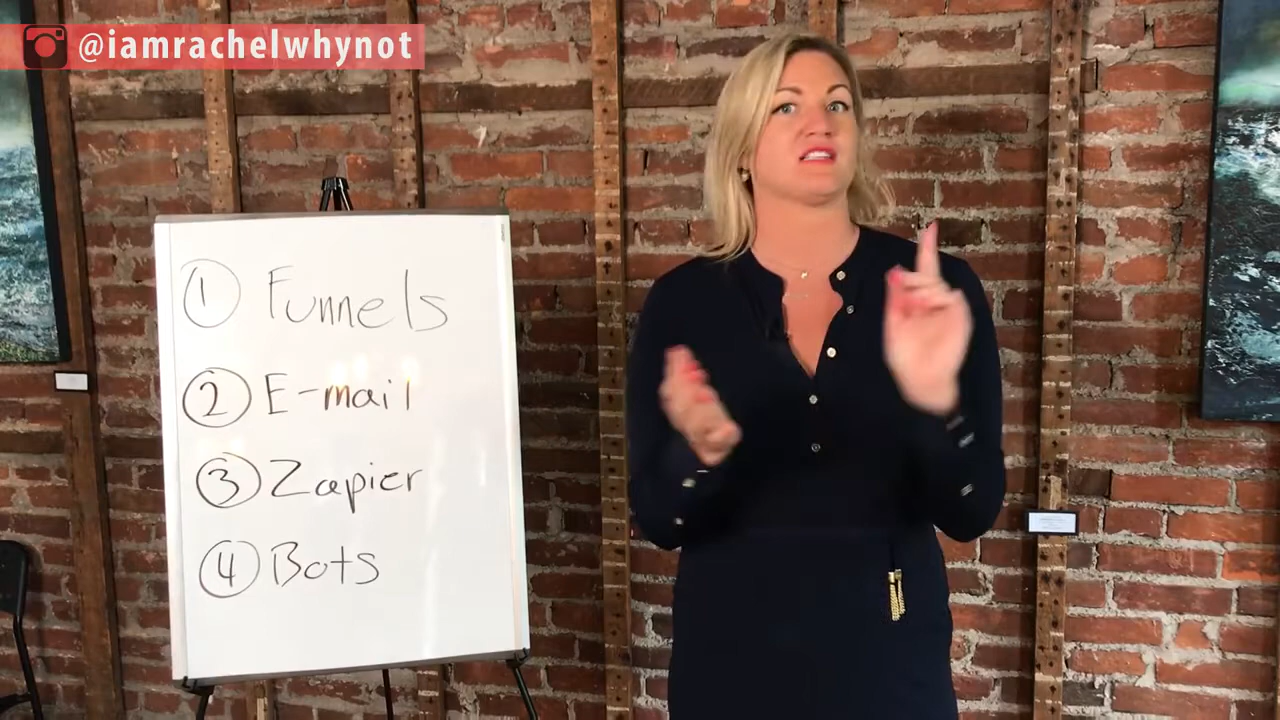 @iamrachelwhynot
1 Funnels
2 E-mail
3 Zapier
4 Bots